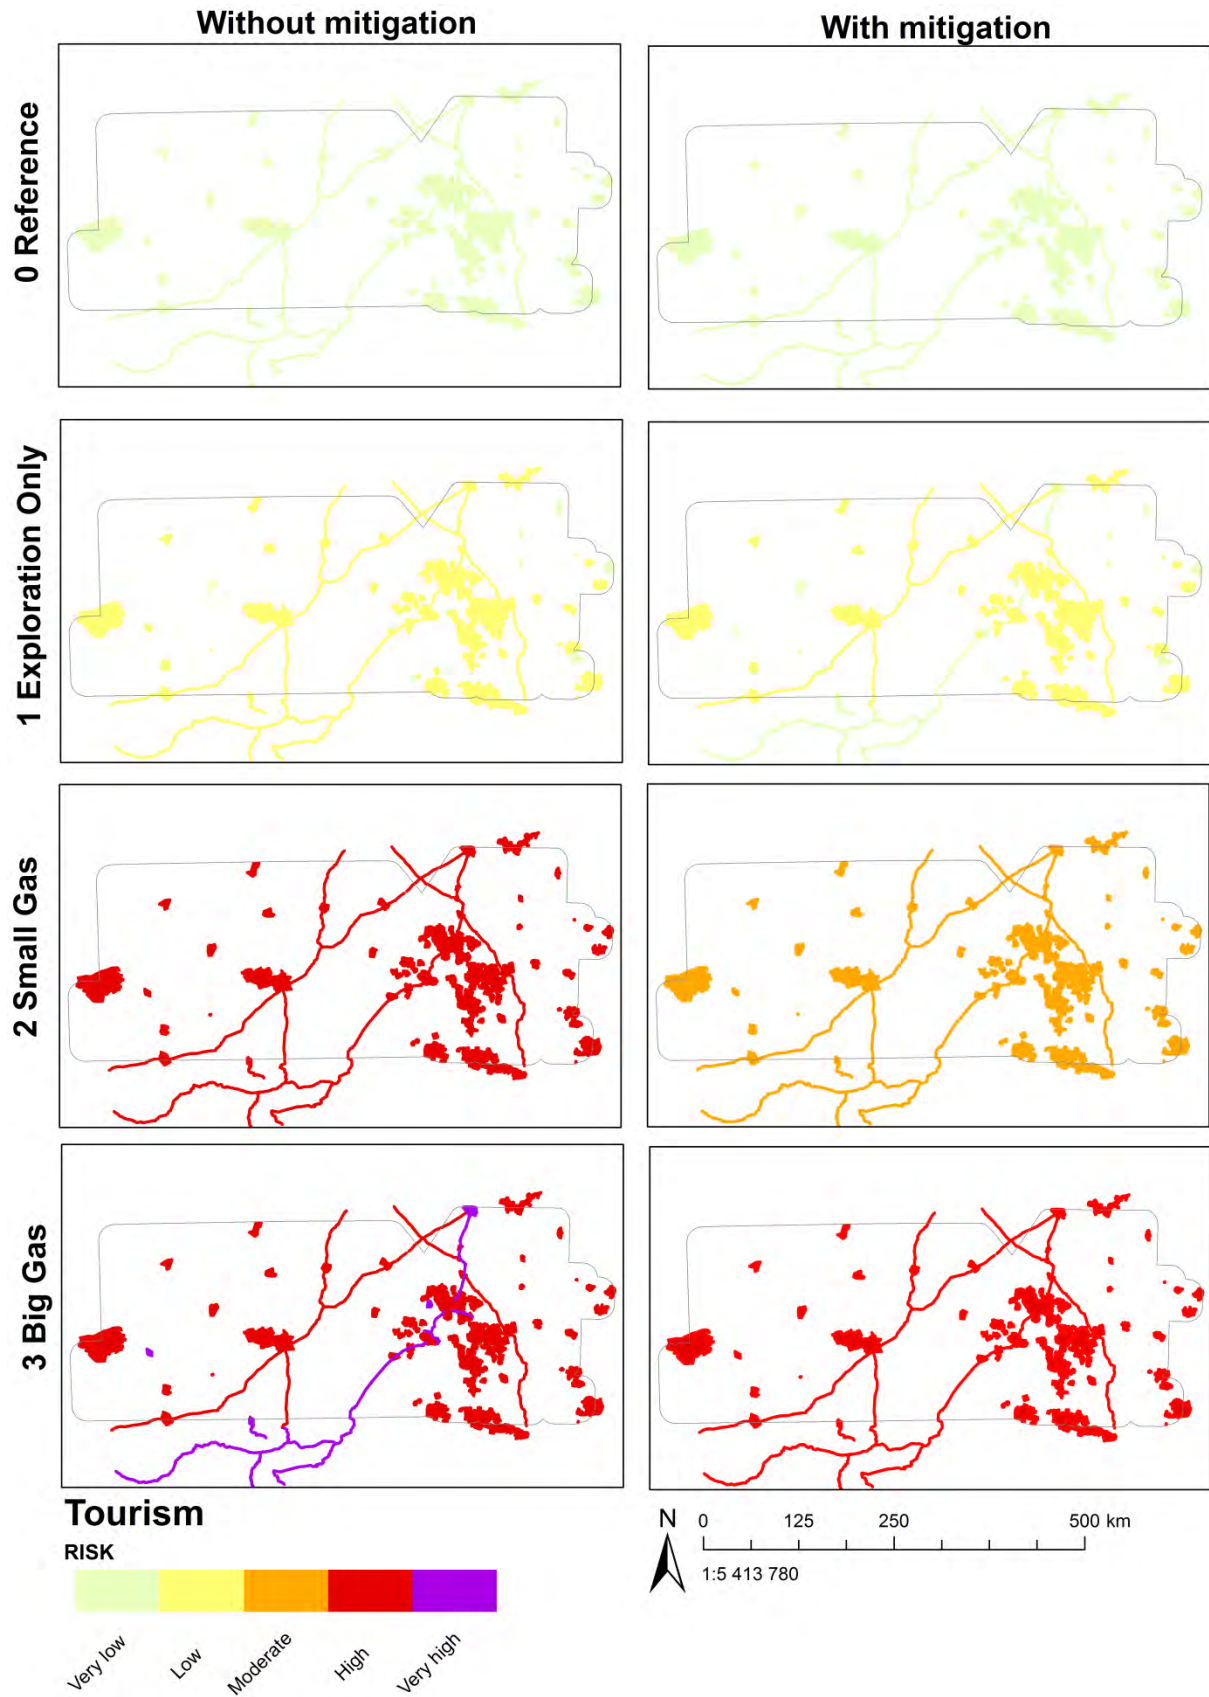 Without mitigation
With mitigation
0 Reference
1 Exploration Only
2 Small Gas
3 Big Gas
Tourism
RISK
Very low
Low
Moderate
High
Very high
N
0 125 250 500 km
1:5 413 780